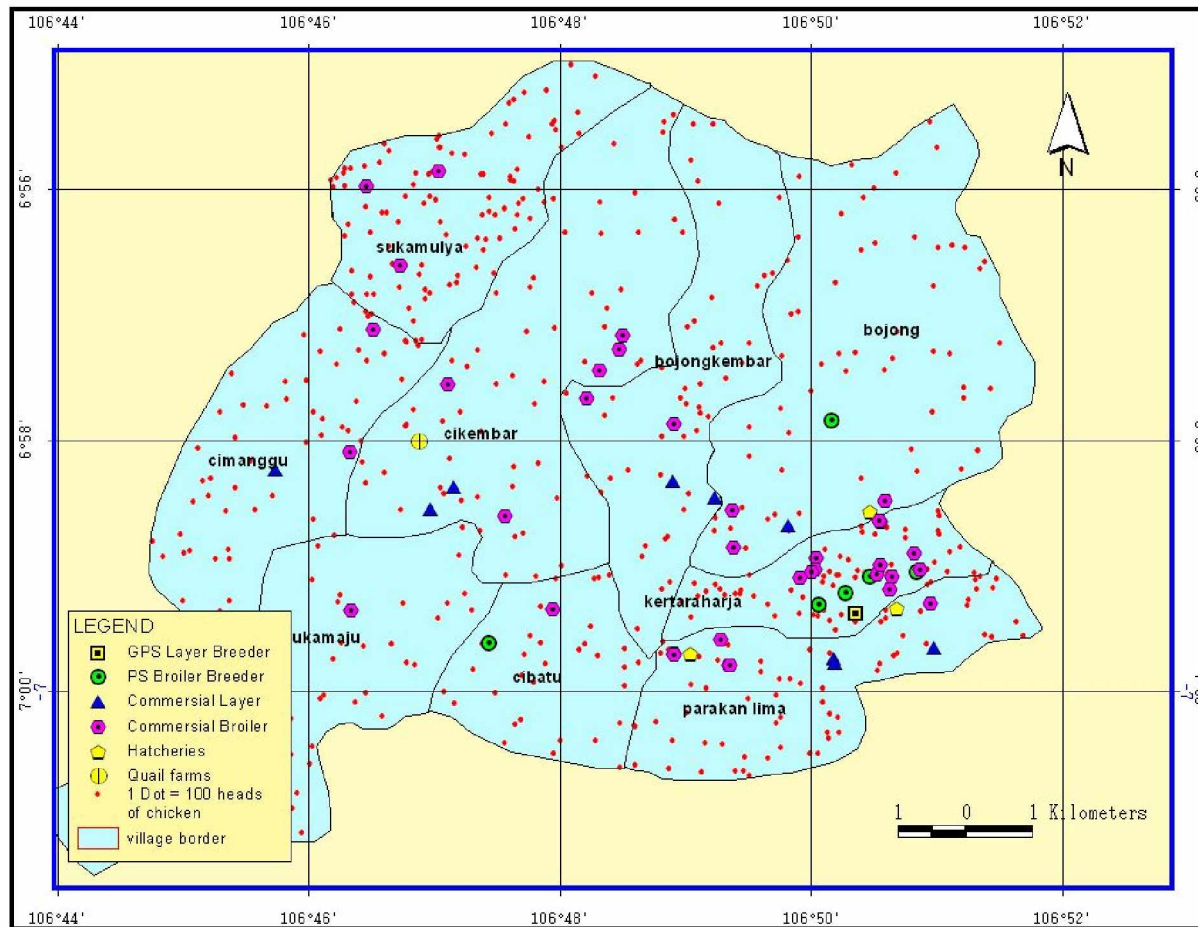 106°44' 106°46' 106°48' 106°50' 106°52'
N
6°56'
sukamulya
bojong
bojongkembar
6°58'
cikembar
cimanggu
kertaraharja
ukamaju
cibatu
7°00'
parakan lima
LEGEND
GPS Layer Breeder
PS Broiler Breeder
Commersial Layer
Commersial Broiler
Hatcheries
Quail farms
1 Dot = 100 heads
of chicken
village border
1 0 1 Kilometers
106°44' 106°46' 106°48' 106°50' 106°52'